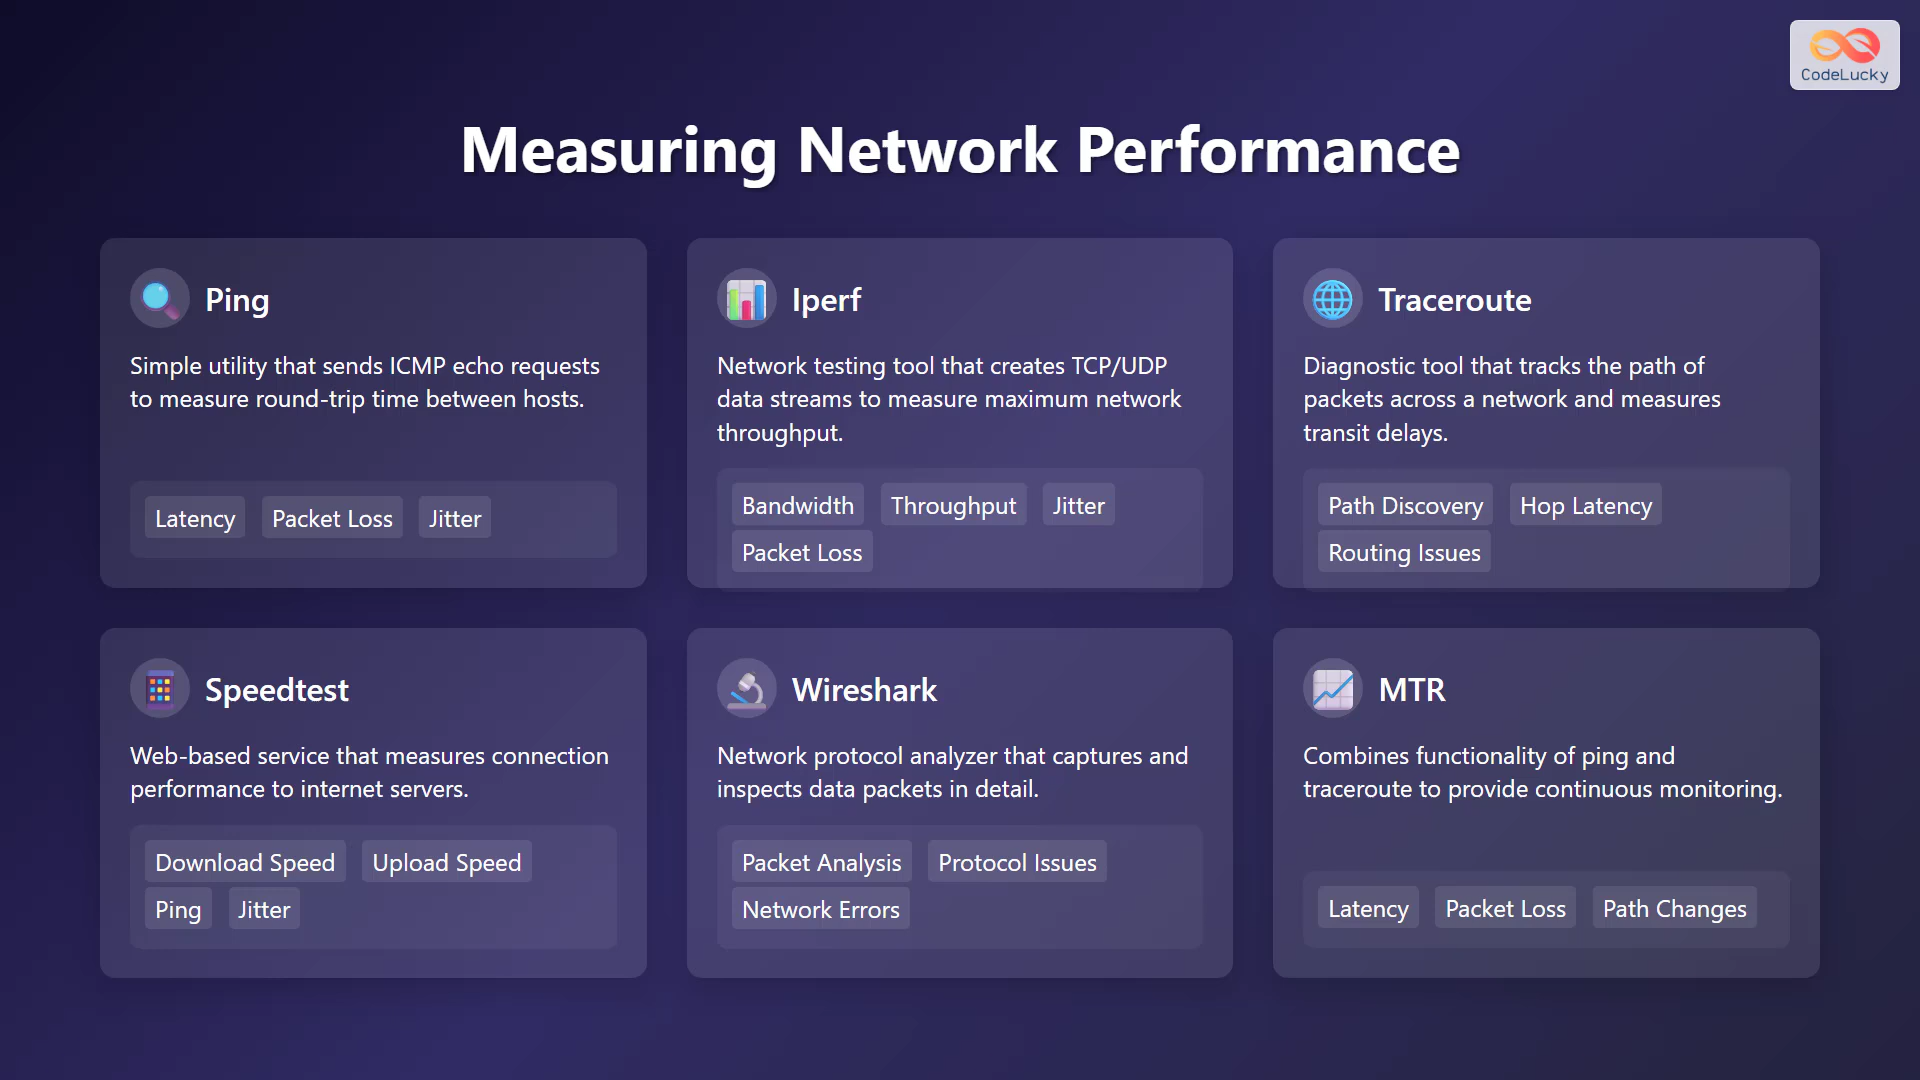 CodeLucky
Measuring Network Performance
Ping
Simple utility that sends ICMP echo requests
to measure round-trip time between hosts.
Latency Packet Loss Jitter
Iperf
Network testing tool that creates TCP/UDP
data streams to measure maximum network
throughput.
Bandwidth Throughput Jitter
Packet Loss
Traceroute
Diagnostic tool that tracks the path of
packets across a network and measures
transit delays.
Path Discovery Hop Latency
Routing Issues
Speedtest
Web-based service that measures connection
performance to internet servers.
Download Speed Upload Speed
Ping Jitter
Wireshark
Network protocol analyzer that captures and
inspects data packets in detail.
Packet Analysis Protocol Issues
Network Errors
MTR
Combines functionality of ping and
traceroute to provide continuous monitoring.
Latency Packet Loss Path Changes